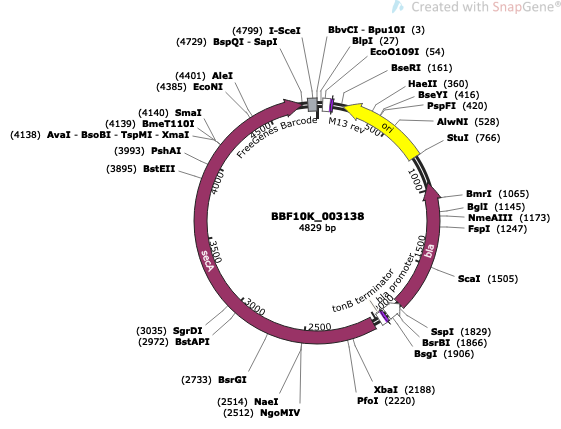 Created with SnapGene®
(4799) I-SceI
(4729) BspQI - SapI
(4401) AleI
(4385) EcoNI
(4140) SmaI
(4139) BmeT110I
(4138) AvaI - BsoBI - TspMI - XmaI
(3993) PshAI
(3895) BstEII
(3035) SgrDI
(2972) BstAPI
(2733) BsrGI
(2514) NaeI
(2512) NgoMIV
BbvCI - Bpu10I (3)
BlpI (27)
EcoO109I (54)
BseRI (161)
HaeII (360)
BseYI (416)
PspFI (420)
AlwNI (528)
StuI (766)
BmrI (1065)
BglI (1145)
NmeAIII (1173)
FspI (1247)
ScaI (1505)
SspI (1829)
BsrBI (1866)
BsgI (1906)
XbaI (2188)
PfoI (2220)
FreeGenes Barcode
M13 rev
ori
bla
bla promoter
tonB terminator
secA
500
1000
1500
2000
2500
3000
3500
4000
4500
BBF10K_003138
4829 bp